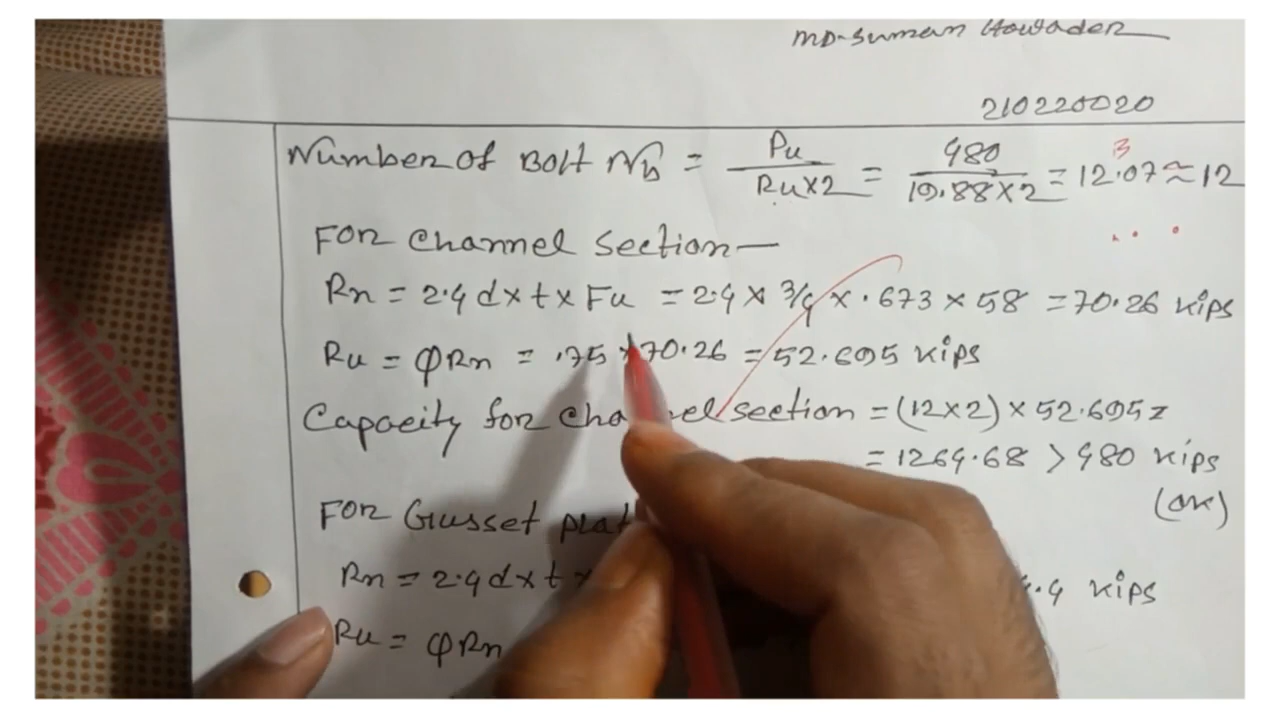 MD-Suman Howader
210220020
Number of Bolt Nb = Pu / Ru×2 = 480 / 19.88×2 = 12.07 ≈ 12
3
For channel section—
Rn = 2.4 d×t×Fu = 2.4 × 3/4 × .673 × 58 = 70.26 kips
Ru = φRn = .75 × 70.26 = 52.695 kips
Capacity for channel section = (12×2) × 52.695 =
= 1264.68 > 480 kips
(ok)
For Gusset plat
Rn = 2.4 d×t× .4 kips
Ru = φRn